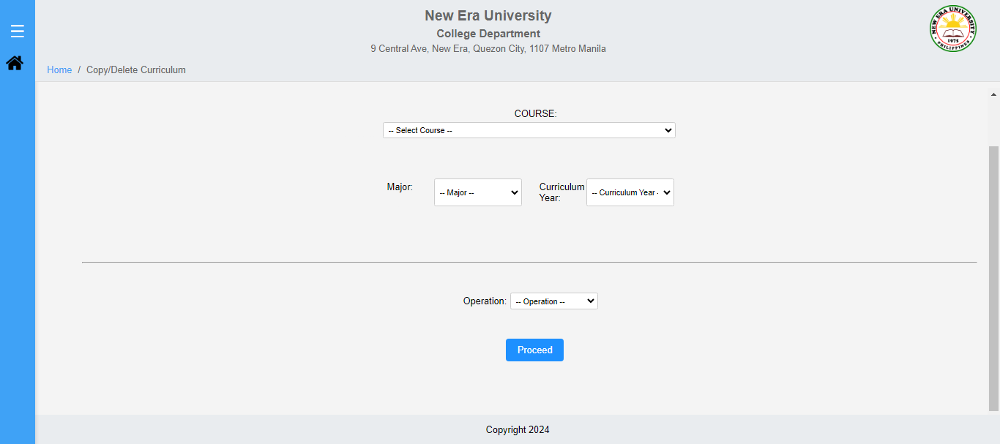 New Era University
College Department
9 Central Ave, New Era, Quezon City, 1107 Metro Manila
NEW ERA UNIVERSITY
1975
PHILIPPINES
Home / Copy/Delete Curriculum
COURSE:
-- Select Course --
Major:
-- Major --
Curriculum
Year:
-- Curriculum Year -
Operation:
-- Operation --
Proceed
Copyright 2024